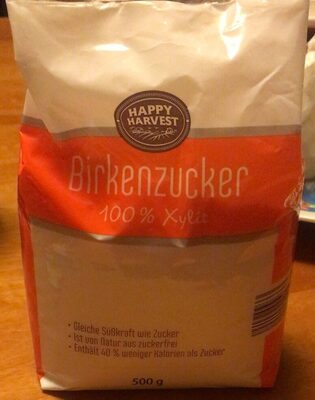 HAPPY
HARVEST
Birkenzucker
100% Xylit
• Gleiche Süßkraft wie Zucker
• Ist von Natur aus zuckerfrei
• Enthält 40 % weniger Kalorien als Zucker
500 g